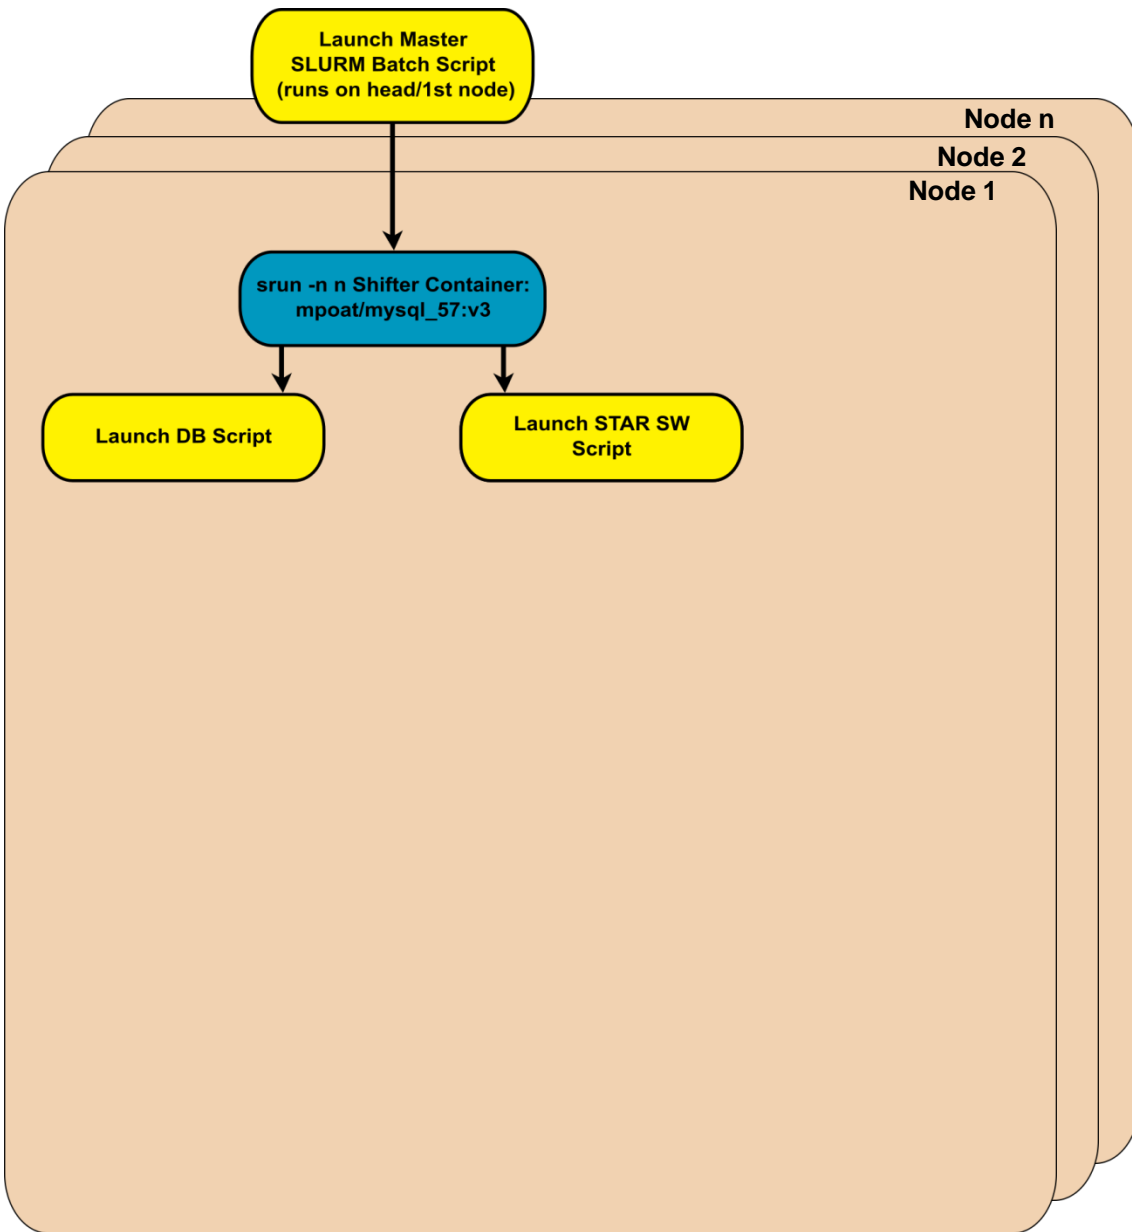 Launch Master
SLURM Batch Script
(runs on head/1st node)
Node n
Node 2
Node 1
srun -n n Shifter Container:
mpoat/mysql_57:v3
Launch DB Script
Launch STAR SW
Script